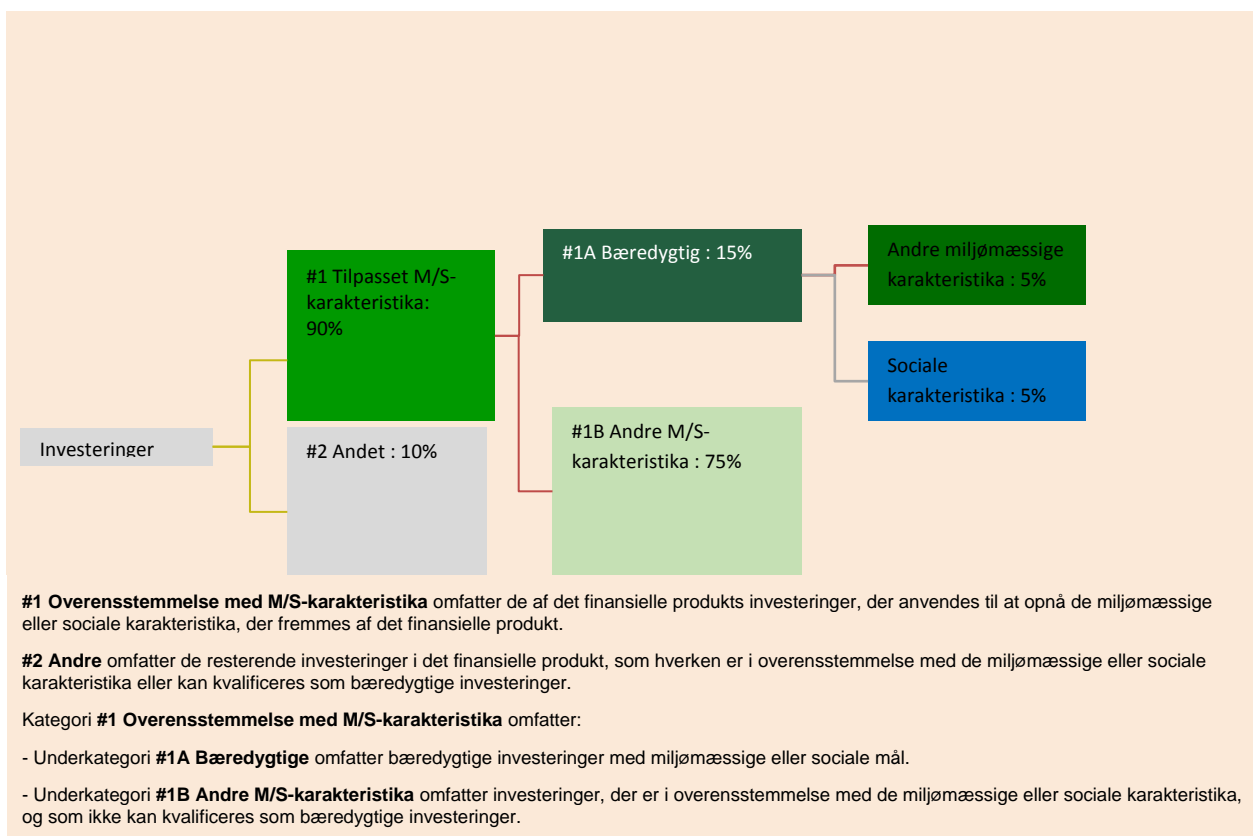 Investeringer
#1 Tilpasset M/S-
karakteristika:
90%
#2 Andet : 10%
#1A Bæredygtig : 15%
#1B Andre M/S-
karakteristika : 75%
Andre miljømæssige
karakteristika : 5%
Sociale
karakteristika : 5%
#1 Overensstemmelse med M/S-karakteristika omfatter de af det finansielle produkts investeringer, der anvendes til at opnå de miljømæssige
eller sociale karakteristika, der fremmes af det finansielle produkt.
#2 Andre omfatter de resterende investeringer i det finansielle produkt, som hverken er i overensstemmelse med de miljømæssige eller sociale
karakteristika eller kan kvalificeres som bæredygtige investeringer.
Kategori #1 Overensstemmelse med M/S-karakteristika omfatter:
- Underkategori #1A Bæredygtige omfatter bæredygtige investeringer med miljømæssige eller sociale mål.
- Underkategori #1B Andre M/S-karakteristika omfatter investeringer, der er i overensstemmelse med de miljømæssige eller sociale karakteristika,
og som ikke kan kvalificeres som bæredygtige investeringer.